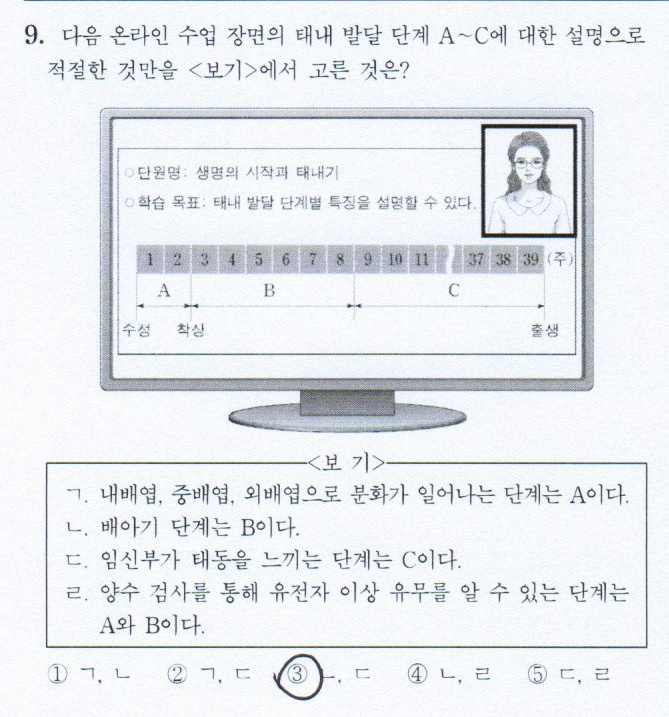 9. 다음 온라인 수업 장면의 태내 발달 단계 A~C에 대한 설명으로
적절한 것만을 <보기>에서 고른 것은?
○단원명: 생명의 시작과 태내기
○학습 목표: 태내 발달 단계별 특징을 설명할 수 있다.
1 2 3 4 5 6 7 8 9 10 11 37 38 39 (주)
A B C
수정 착상 출생
<보 기>
ㄱ. 내배엽, 중배엽, 외배엽으로 분화가 일어나는 단계는 A이다.
ㄴ. 배아기 단계는 B이다.
ㄷ. 임신부가 태동을 느끼는 단계는 C이다.
ㄹ. 양수 검사를 통해 유전자 이상 유무를 알 수 있는 단계는
A와 B이다.
① ㄱ, ㄴ ② ㄱ, ㄷ ③ ㄴ, ㄷ ④ ㄴ, ㄹ ⑤ ㄷ, ㄹ